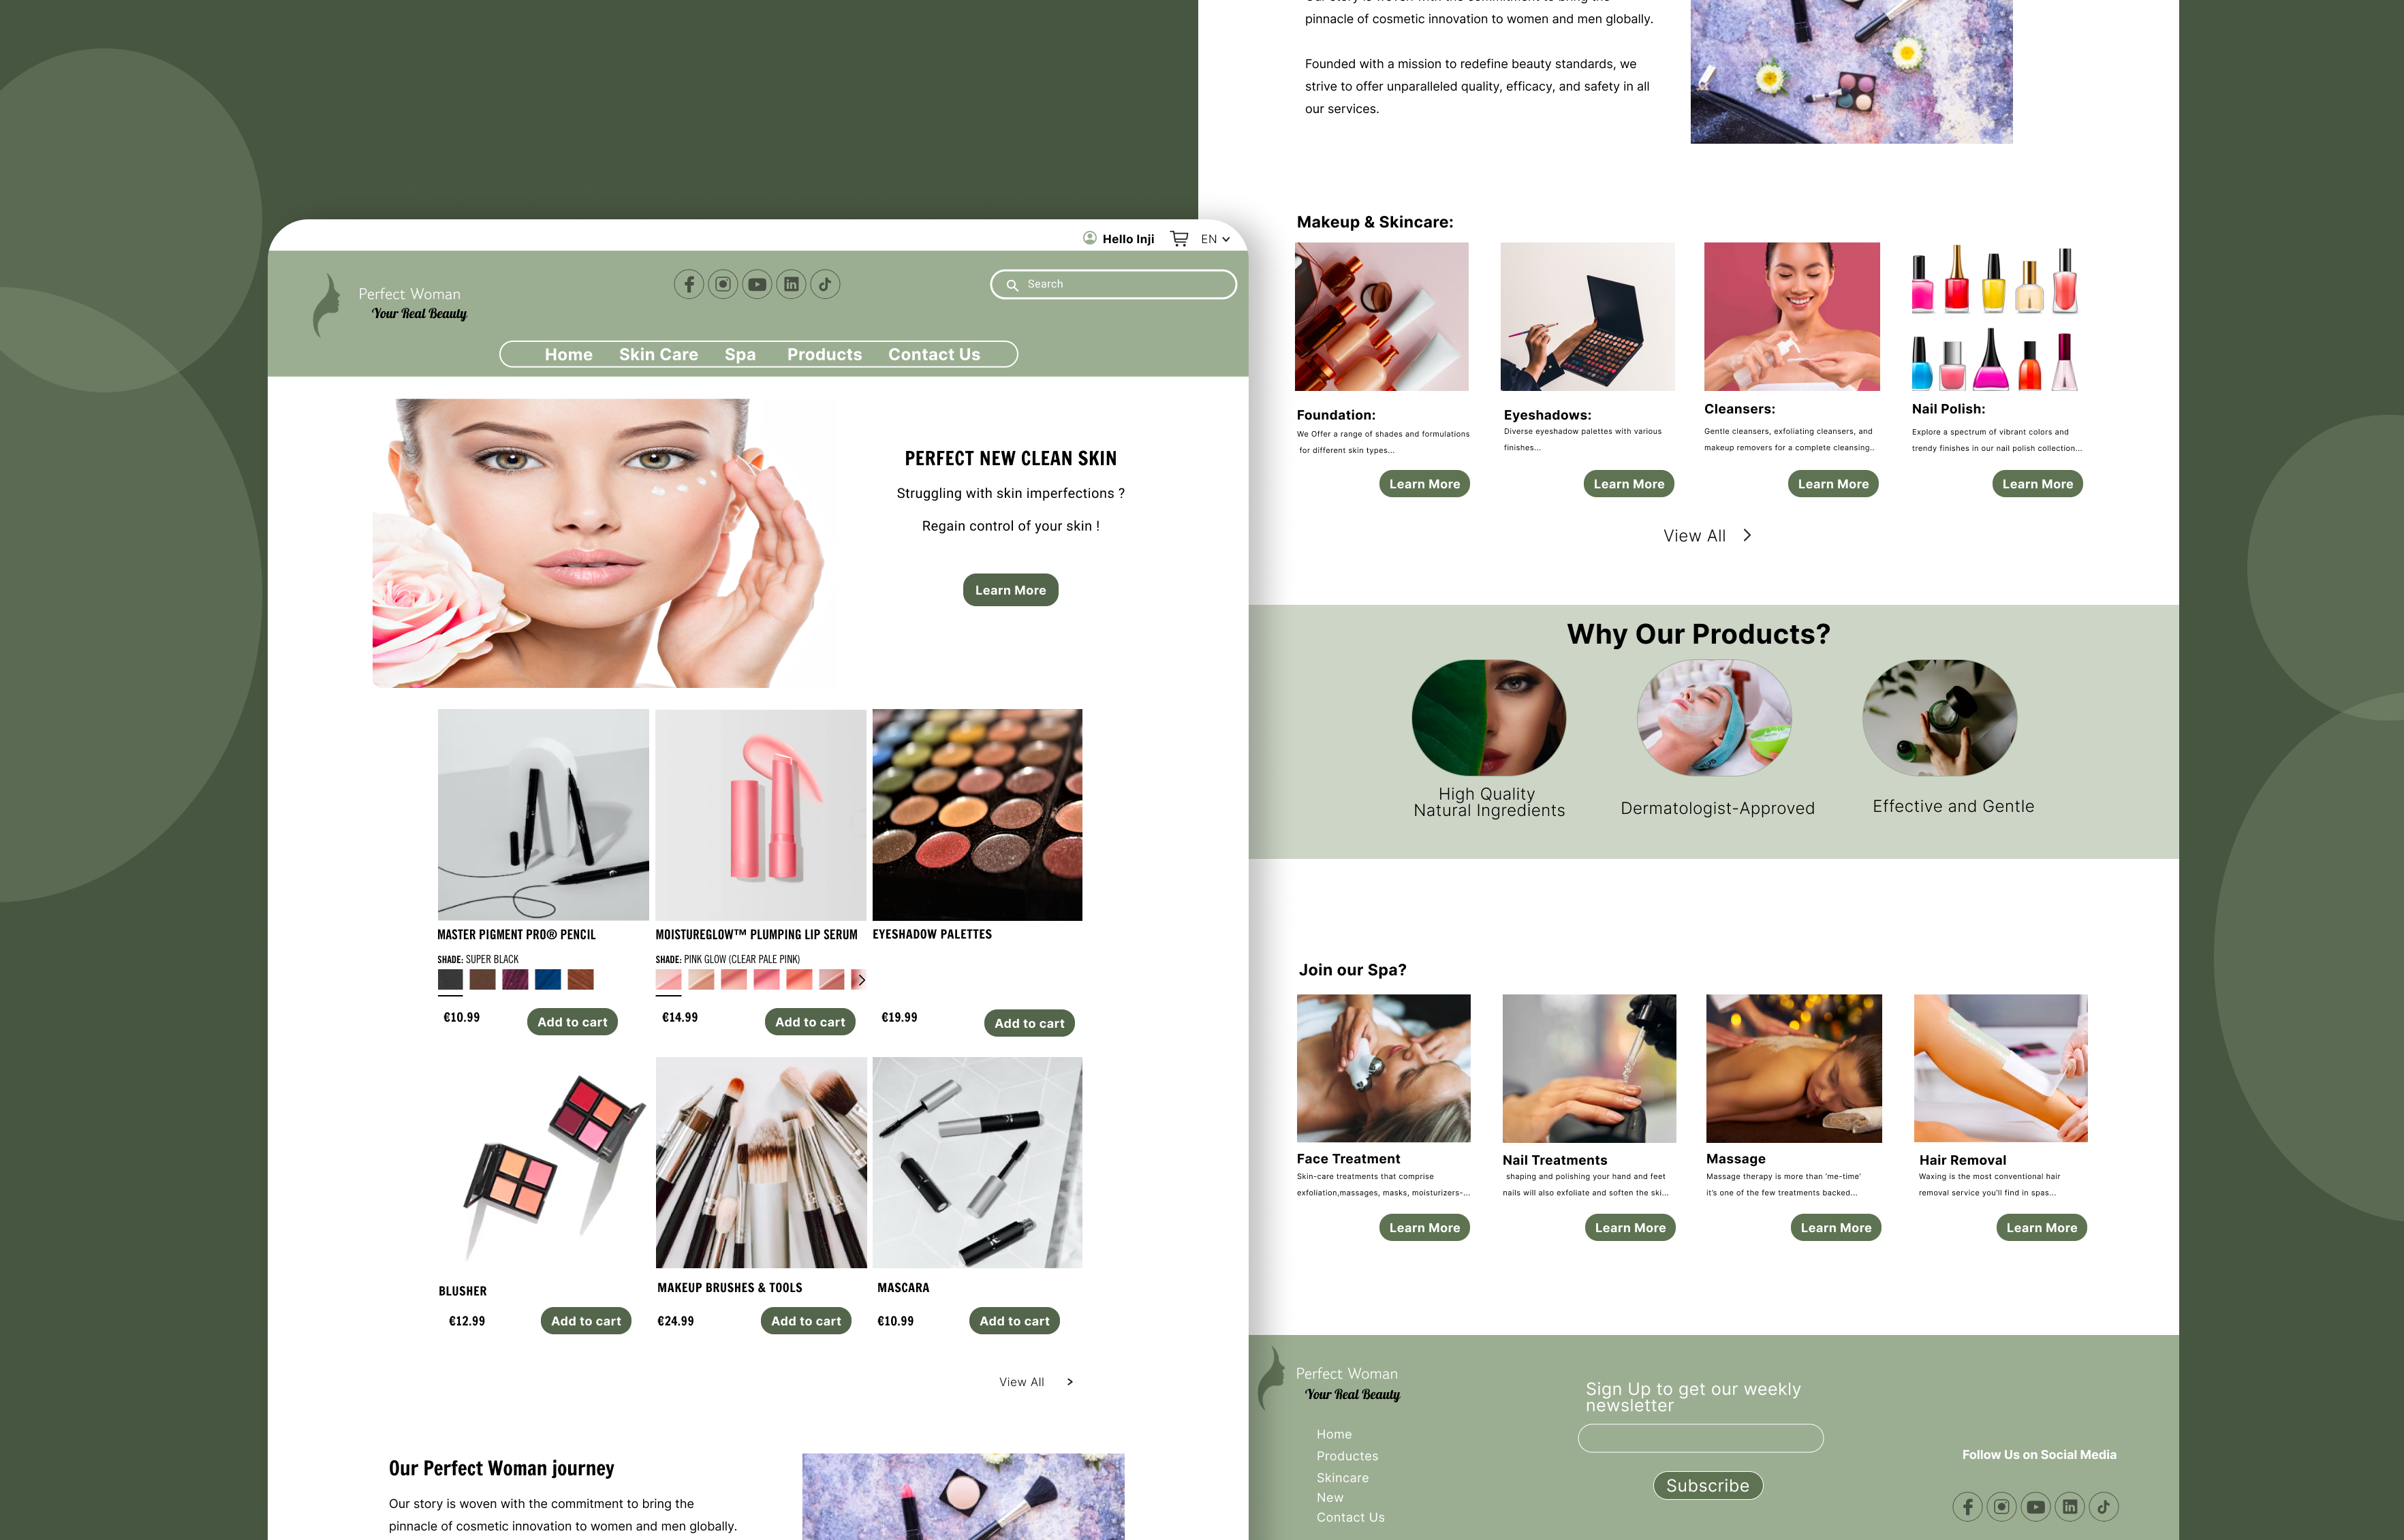 Hello Inji
EN
Perfect Woman
Your Real Beauty
Search
Home Skin Care Spa Products Contact Us
PERFECT NEW CLEAN SKIN
Struggling with skin imperfections ?
Regain control of your skin !
Learn More
MASTER PIGMENT PRO® PENCIL
SHADE: SUPER BLACK
€10.99
Add to cart
MOISTUREGLOW™ PLUMPING LIP SERUM
SHADE: PINK GLOW (CLEAR PALE PINK)
€14.99
Add to cart
EYESHADOW PALETTES
€19.99
Add to cart
BLUSHER
€12.99
Add to cart
MAKEUP BRUSHES & TOOLS
€24.99
Add to cart
MASCARA
€10.99
Add to cart
View All
Our Perfect Woman journey
Our story is woven with the commitment to bring the
pinnacle of cosmetic innovation to women and men globally.
Our story is woven with the commitment to bring the
pinnacle of cosmetic innovation to women and men globally.
Founded with a mission to redefine beauty standards, we
strive to offer unparalleled quality, efficacy, and safety in all
our services.
Makeup & Skincare:
Foundation:
We Offer a range of shades and formulations
for different skin types...
Learn More
Eyeshadows:
Diverse eyeshadow palettes with various
finishes...
Learn More
Cleansers:
Gentle cleansers, exfoliating cleansers, and
makeup removers for a complete cleansing..
Learn More
Nail Polish:
Explore a spectrum of vibrant colors and
trendy finishes in our nail polish collection...
Learn More
View All
Why Our Products?
High Quality
Natural Ingredients
Dermatologist-Approved
Effective and Gentle
Join our Spa?
Face Treatment
Skin-care treatments that comprise
exfoliation,massages, masks, moisturizers-...
Learn More
Nail Treatments
shaping and polishing your hand and feet
nails will also exfoliate and soften the ski...
Learn More
Massage
Massage therapy is more than 'me-time'
it's one of the few treatments backed...
Learn More
Hair Removal
Waxing is the most conventional hair
removal service you'll find in spas...
Learn More
Perfect Woman
Your Real Beauty
Home
Productes
Skincare
New
Contact Us
Sign Up to get our weekly
newsletter
Subscribe
Follow Us on Social Media